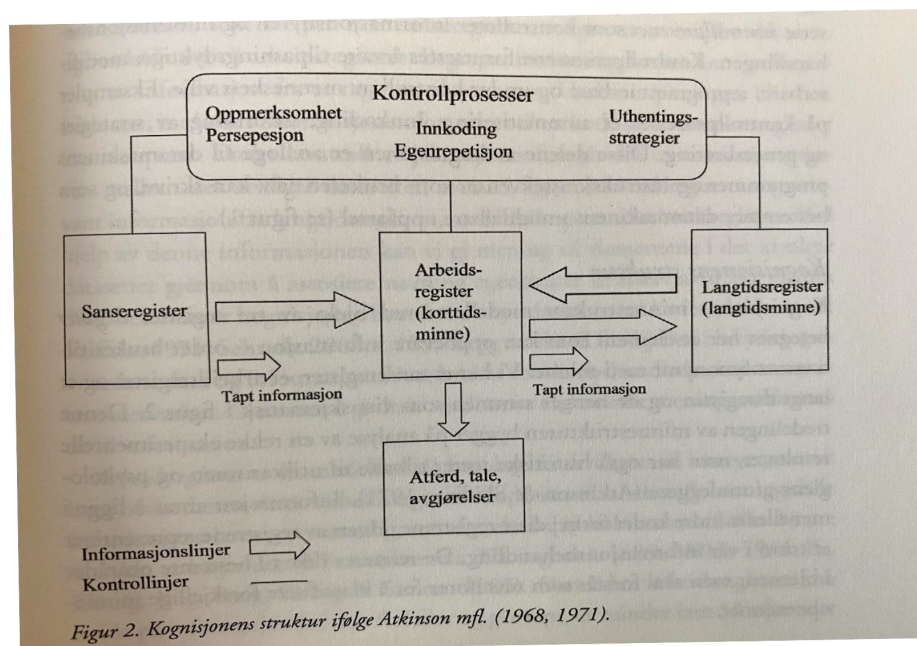 Kontrollprosesser
Oppmerksomhet
Persepesjon
Innkoding
Egenrepetisjon
Uthentings-
strategier
Sanseregister
Arbeids-
register
(korttids-
minne)
Langtidsregister
(langtidsminne)
Tapt informasjon
Tapt informasjon
Atferd, tale,
avgjørelser
Informasjonslinjer
Kontrollinjer
Figur 2. Kognisjonens struktur ifølge Atkinson mfl. (1968, 1971).